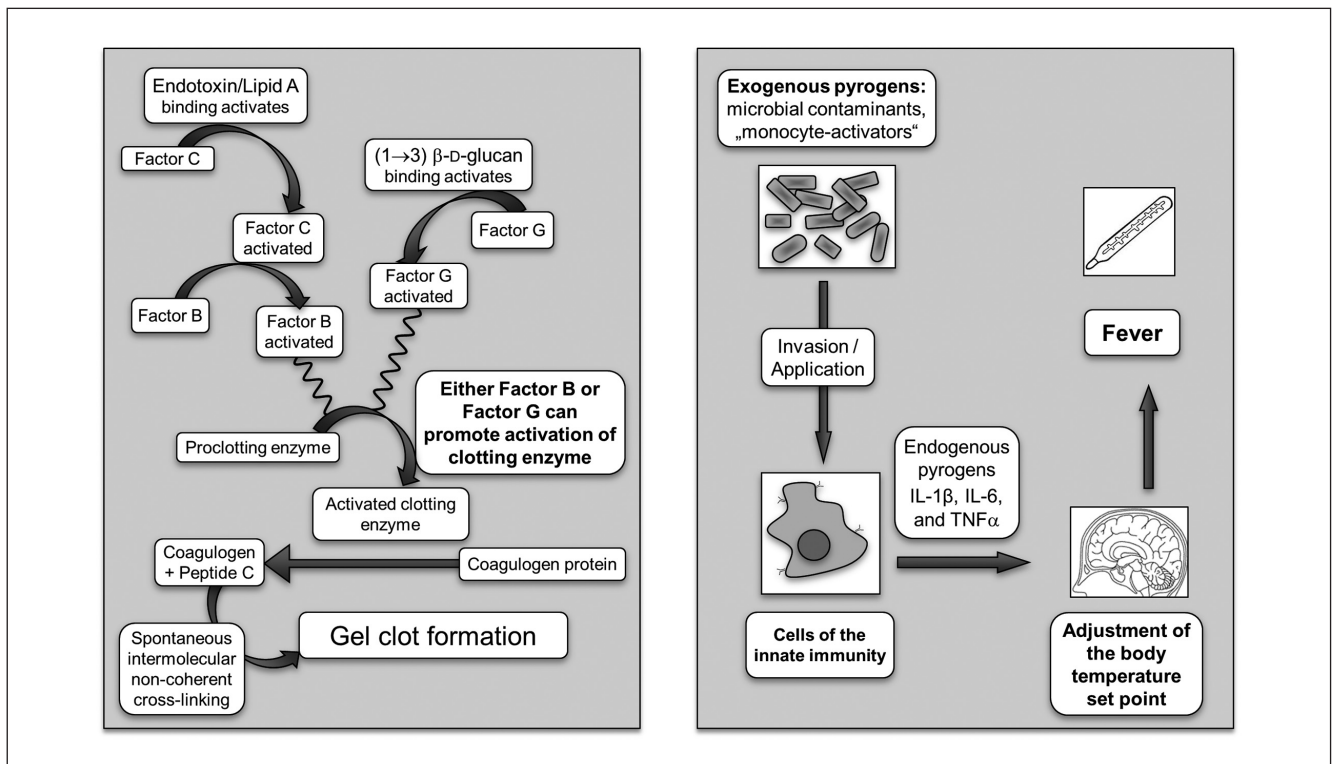 Endotoxin/Lipid A
binding activates
Factor C
(1→3) β-D-glucan
binding activates
Factor C
activated
Factor G
Factor G
activated
Factor B
Factor B
activated
Either Factor B or
Factor G can
promote activation of
clotting enzyme
Proclotting enzyme
Activated clotting
enzyme
Coagulogen
+ Peptide C
Coagulogen protein
Spontaneous
intermolecular
non-coherent
cross-linking
Gel clot formation
Exogenous pyrogens:
microbial contaminants,
„monocyte-activators“
Invasion /
Application
Cells of the
innate immunity
Endogenous
pyrogens
IL-1β, IL-6,
and TNFα
Adjustment of
the body
temperature
set point
Fever